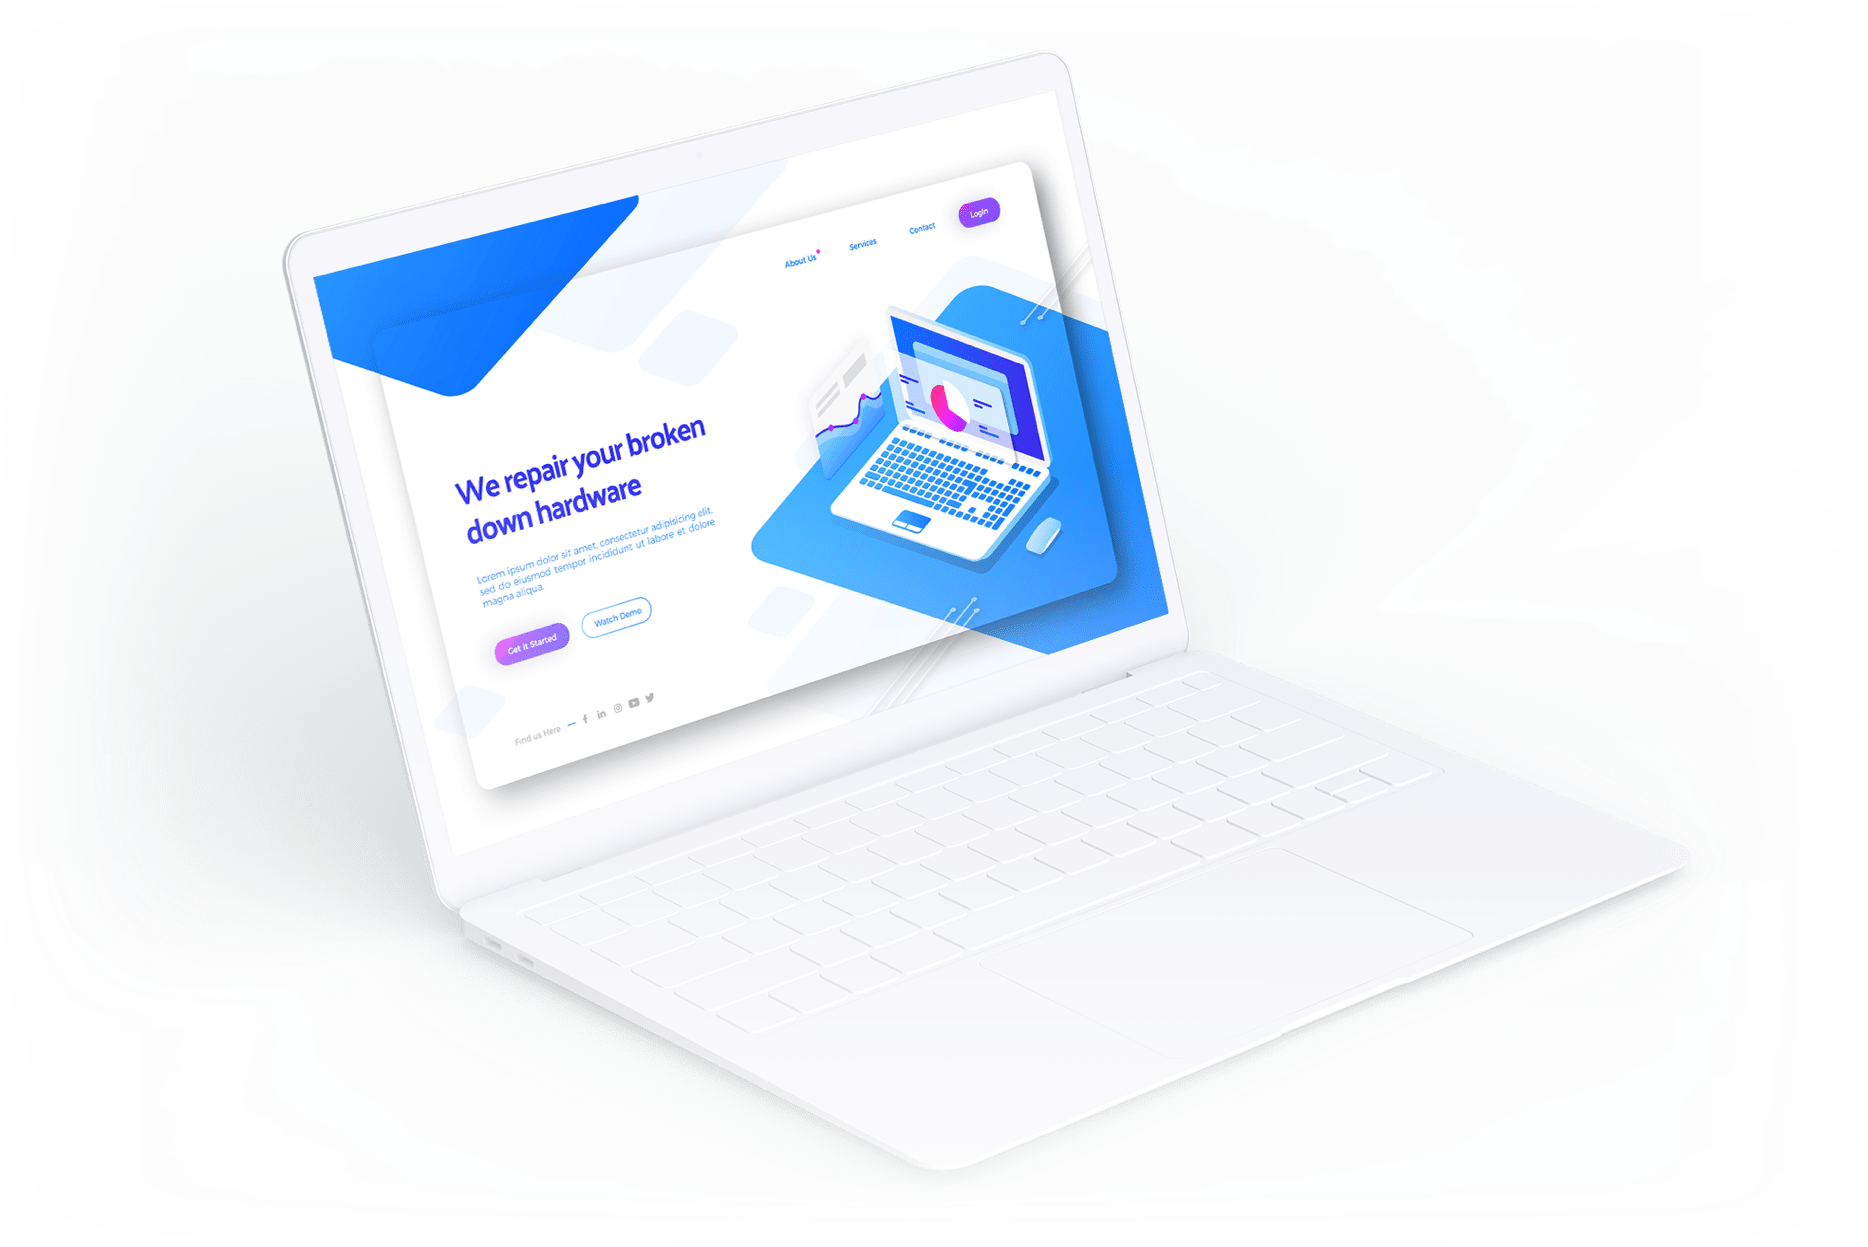 About Us
Services
Contact
Login
We repair your broken
down hardware
Lorem ipsum dolor sit amet, consectetur adipisicing elit,
sed do eiusmod tempor incididunt ut labore et dolore
magna aliqua.
Get it Started
Watch Demo
Find us Here